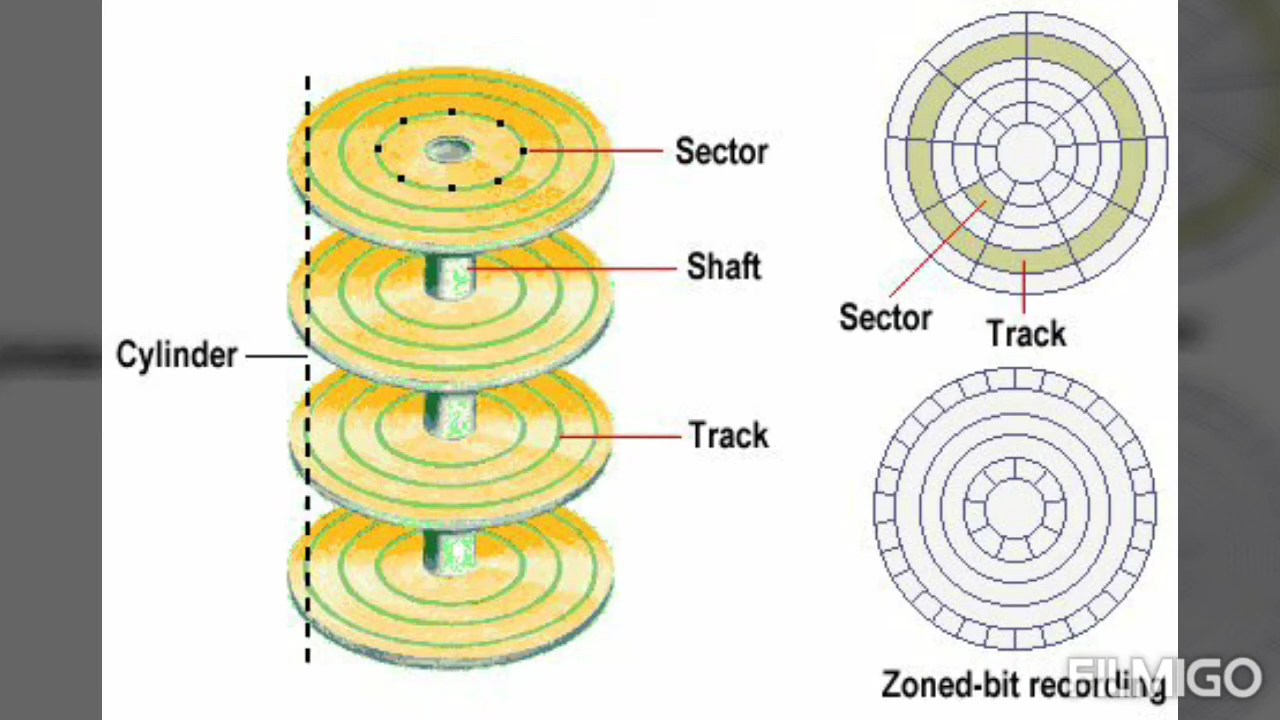 Sector
Shaft
Cylinder
Track
Sector
Track
Zoned-bit recording
FILMIGO